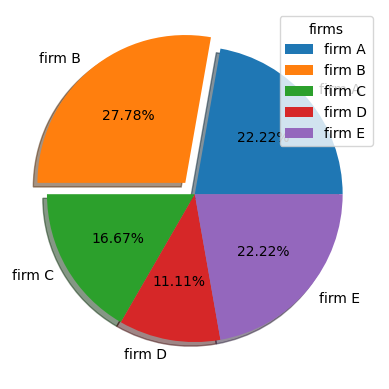 firms
firm A
firm B
firm C
firm D
firm E
firm B
27.78%
22.22%
16.67%
11.11%
22.22%
firm C
firm E
firm D